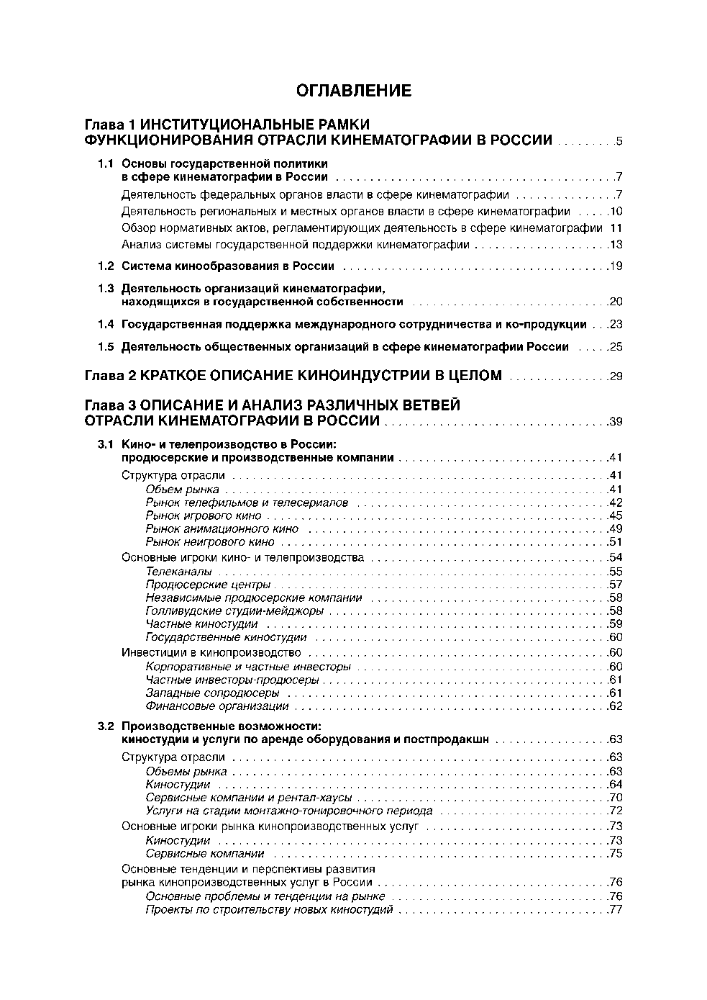 ОГЛАВЛЕНИЕ
Глава 1 ИНСТИТУЦИОНАЛЬНЫЕ РАМКИ
ФУНКЦИОНИРОВАНИЯ ОТРАСЛИ КИНЕМАТОГРАФИИ В РОССИИ . . . . . . . . .5
1.1 Основы государственной политики
в сфере кинематографии в России . . . . . . . . . . . . . . . . . . . . . . . . . . . . . . . . . . . . . . . . .7
Деятельность федеральных органов власти в сфере кинематографии . . . . . . . . . . . . . . .7
Деятельность региональных и местных органов власти в сфере кинематографии . . . . .10
Обзор нормативных актов, регламентирующих деятельность в сфере кинематографии 11
Анализ системы государственной поддержки кинематографии . . . . . . . . . . . . . . . . . . . .13
1.2 Система кинообразования в России . . . . . . . . . . . . . . . . . . . . . . . . . . . . . . . . . . . . . . .19
1.3 Деятельность организаций кинематографии,
находящихся в государственной собственности . . . . . . . . . . . . . . . . . . . . . . . . . . . . .20
1.4 Государственная поддержка международного сотрудничества и ко-продукции . . .23
1.5 Деятельность общественных организаций в сфере кинематографии России . . . . .25
Глава 2 КРАТКОЕ ОПИСАНИЕ КИНОИНДУСТРИИ В ЦЕЛОМ . . . . . . . . . . . . . . .29
Глава 3 ОПИСАНИЕ И АНАЛИЗ РАЗЛИЧНЫХ ВЕТВЕЙ
ОТРАСЛИ КИНЕМАТОГРАФИИ В РОССИИ . . . . . . . . . . . . . . . . . . . . . . . . . . . . . . . .39
3.1 Кино- и телепроизводство в России:
продюсерские и производственные компании . . . . . . . . . . . . . . . . . . . . . . . . . . . . . . .41
Структура отрасли . . . . . . . . . . . . . . . . . . . . . . . . . . . . . . . . . . . . . . . . . . . . . . . . . . . . . . .41
Объем рынка . . . . . . . . . . . . . . . . . . . . . . . . . . . . . . . . . . . . . . . . . . . . . . . . . . . . . . . .41
Рынок телефильмов и телесериалов . . . . . . . . . . . . . . . . . . . . . . . . . . . . . . . . . . . . .42
Рынок игрового кино . . . . . . . . . . . . . . . . . . . . . . . . . . . . . . . . . . . . . . . . . . . . . . . . . .45
Рынок анимационного кино . . . . . . . . . . . . . . . . . . . . . . . . . . . . . . . . . . . . . . . . . . . .49
Рынок неигрового кино . . . . . . . . . . . . . . . . . . . . . . . . . . . . . . . . . . . . . . . . . . . . . . . .51
Основные игроки кино- и телепроизводства . . . . . . . . . . . . . . . . . . . . . . . . . . . . . . . . . . .54
Телеканалы . . . . . . . . . . . . . . . . . . . . . . . . . . . . . . . . . . . . . . . . . . . . . . . . . . . . . . . . .55
Продюсерские центры . . . . . . . . . . . . . . . . . . . . . . . . . . . . . . . . . . . . . . . . . . . . . . . . .57
Независимые продюсерские компании . . . . . . . . . . . . . . . . . . . . . . . . . . . . . . . . . . .58
Голливудские студии-мейджоры . . . . . . . . . . . . . . . . . . . . . . . . . . . . . . . . . . . . . . . . .58
Частные киностудии . . . . . . . . . . . . . . . . . . . . . . . . . . . . . . . . . . . . . . . . . . . . . . . . . .59
Государственные киностудии . . . . . . . . . . . . . . . . . . . . . . . . . . . . . . . . . . . . . . . . . . .60
Инвестиции в кинопроизводство . . . . . . . . . . . . . . . . . . . . . . . . . . . . . . . . . . . . . . . . . . . .60
Корпоративные и частные инвесторы . . . . . . . . . . . . . . . . . . . . . . . . . . . . . . . . . . . . .60
Частные инвесторы-продюсеры . . . . . . . . . . . . . . . . . . . . . . . . . . . . . . . . . . . . . . . . . .61
Западные сопродюсеры . . . . . . . . . . . . . . . . . . . . . . . . . . . . . . . . . . . . . . . . . . . . . . .61
Финансовые организации . . . . . . . . . . . . . . . . . . . . . . . . . . . . . . . . . . . . . . . . . . . . . .62
3.2 Производственные возможности:
киностудии и услуги по аренде оборудования и постпродакшн . . . . . . . . . . . . . . . . .63
Структура отрасли . . . . . . . . . . . . . . . . . . . . . . . . . . . . . . . . . . . . . . . . . . . . . . . . . . . . . . .63
Объемы рынка . . . . . . . . . . . . . . . . . . . . . . . . . . . . . . . . . . . . . . . . . . . . . . . . . . . . . . .63
Киностудии . . . . . . . . . . . . . . . . . . . . . . . . . . . . . . . . . . . . . . . . . . . . . . . . . . . . . . . . .64
Сервисные компании и рентал-хаусы . . . . . . . . . . . . . . . . . . . . . . . . . . . . . . . . . . . . .70
Услуги на стадии монтажно-тонировочного периода . . . . . . . . . . . . . . . . . . . . . . . . .72
Основные игроки рынка кинопроизводственных услуг . . . . . . . . . . . . . . . . . . . . . . . . . . .73
Киностудии . . . . . . . . . . . . . . . . . . . . . . . . . . . . . . . . . . . . . . . . . . . . . . . . . . . . . . . . .73
Сервисные компании . . . . . . . . . . . . . . . . . . . . . . . . . . . . . . . . . . . . . . . . . . . . . . . . .75
Основные тенденции и перспективы развития
рынка кинопроизводственных услуг в России . . . . . . . . . . . . . . . . . . . . . . . . . . . . . . . . . .76
Основные проблемы и тенденции на рынке . . . . . . . . . . . . . . . . . . . . . . . . . . . . . . . .76
Проекты по строительству новых киностудий . . . . . . . . . . . . . . . . . . . . . . . . . . . . . . .77